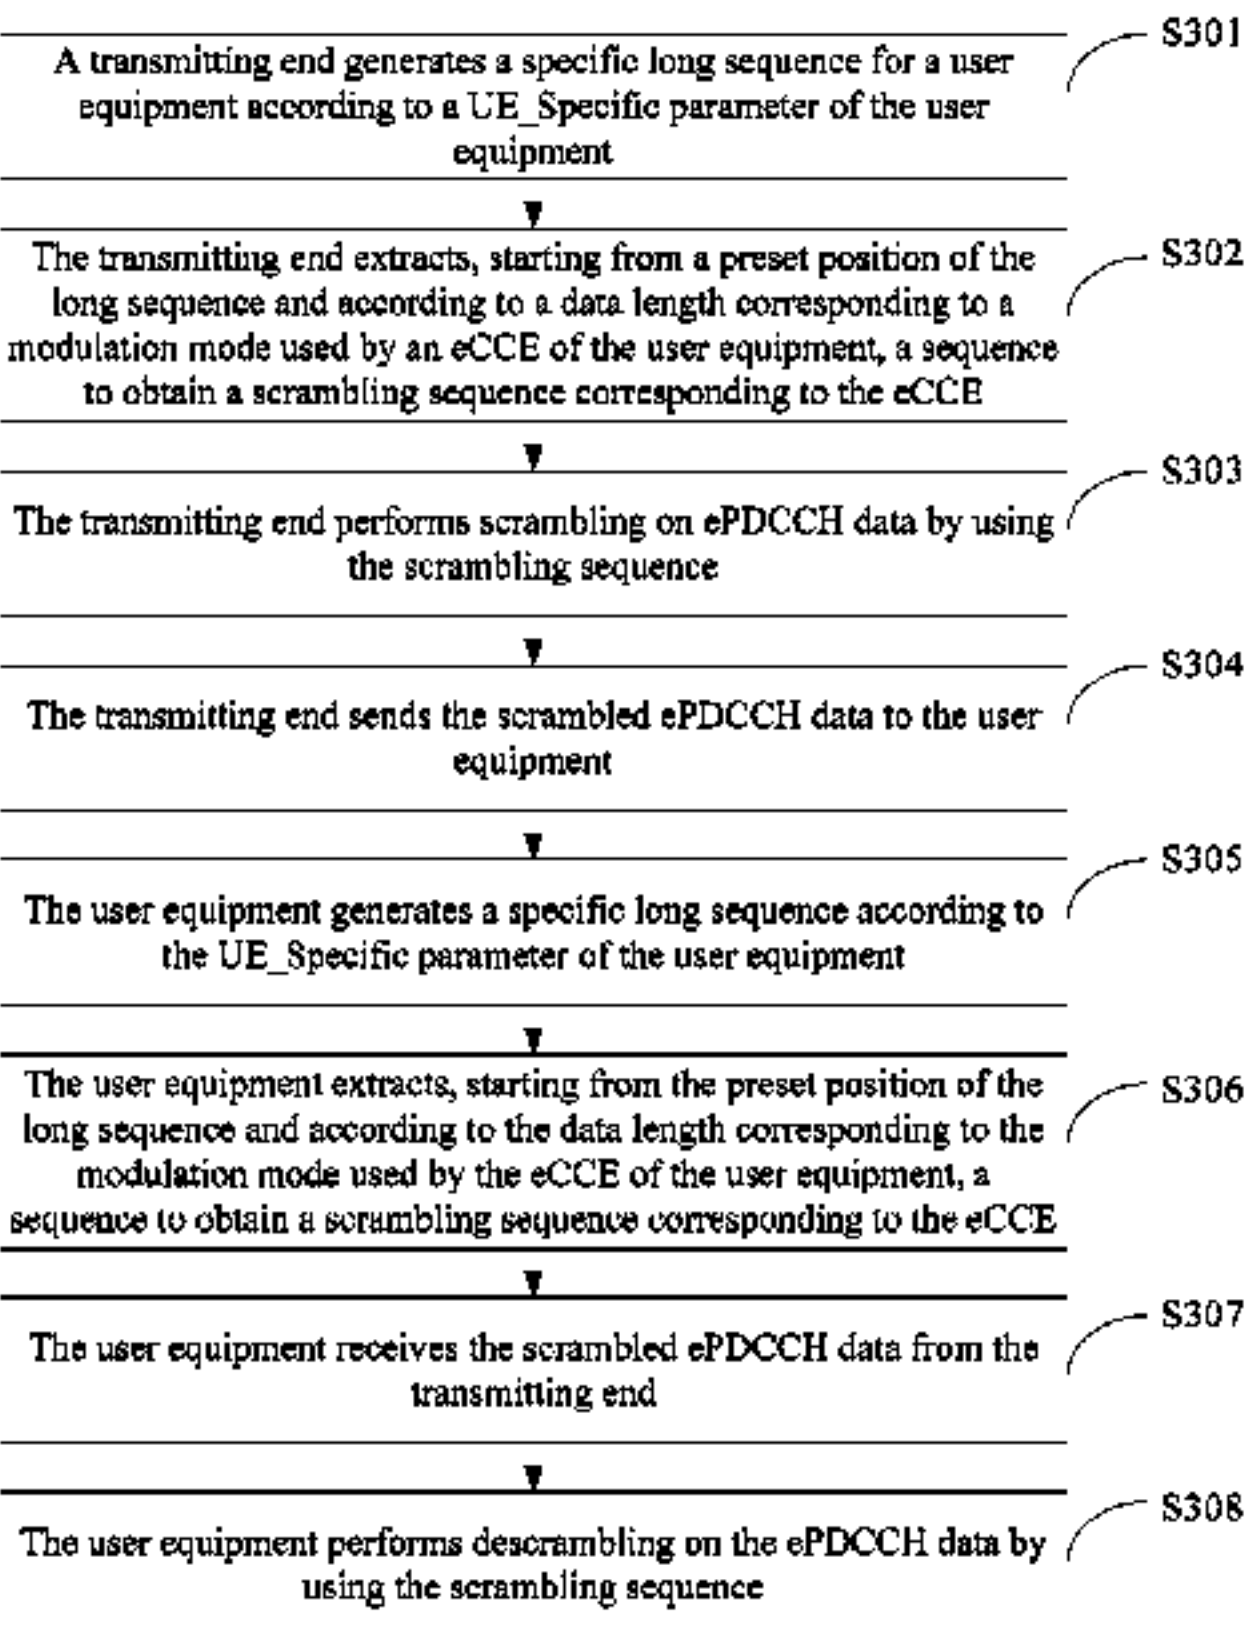 S301
A transmitting end generates a specific long sequence for a user
equipment according to a UE_Specific parameter of the user
equipment
S302
The transmitting end extracts, starting from a preset position of the
long sequence and according to a data length corresponding to a
modulation mode used by an eCCE of the user equipment, a sequence
to obtain a scrambling sequence corresponding to the eCCE
S303
The transmitting end performs scrambling on ePDCCH data by using
the scrambling sequence
S304
The transmitting end sends the scrambled ePDCCH data to the user
equipment
S305
The user equipment generates a specific long sequence according to
the UE_Specific parameter of the user equipment
S306
The user equipment extracts, starting from the preset position of the
long sequence and according to the data length corresponding to the
modulation mode used by the eCCE of the user equipment, a
sequence to obtain a scrambling sequence corresponding to the eCCE
S307
The user equipment receives the scrambled ePDCCH data from the
transmitting end
S308
The user equipment performs descrambling on the ePDCCH data by
using the scrambling sequence